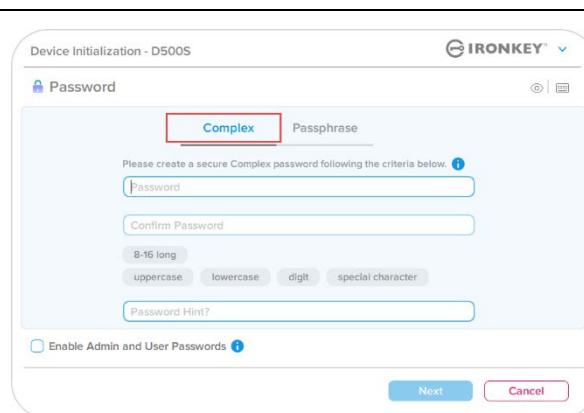 Device Initialization - D500S IRONKEY™
Password
Complex Passphrase
Please create a secure Complex password following the criteria below.
Password
Confirm Password
8-16 long
uppercase lowercase digit special character
Password Hint?
Enable Admin and User Passwords
Next Cancel